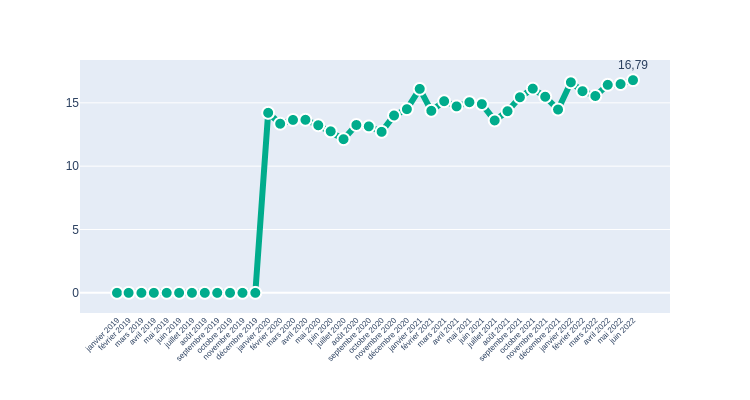 16,79
15
10
5
0
janvier 2019
février 2019
mars 2019
avril 2019
mai 2019
juin 2019
juillet 2019
août 2019
septembre 2019
octobre 2019
novembre 2019
décembre 2019
janvier 2020
février 2020
mars 2020
avril 2020
mai 2020
juin 2020
juillet 2020
août 2020
septembre 2020
octobre 2020
novembre 2020
décembre 2020
janvier 2021
février 2021
mars 2021
avril 2021
mai 2021
juin 2021
juillet 2021
août 2021
septembre 2021
octobre 2021
novembre 2021
décembre 2021
janvier 2022
février 2022
mars 2022
avril 2022
mai 2022
juin 2022